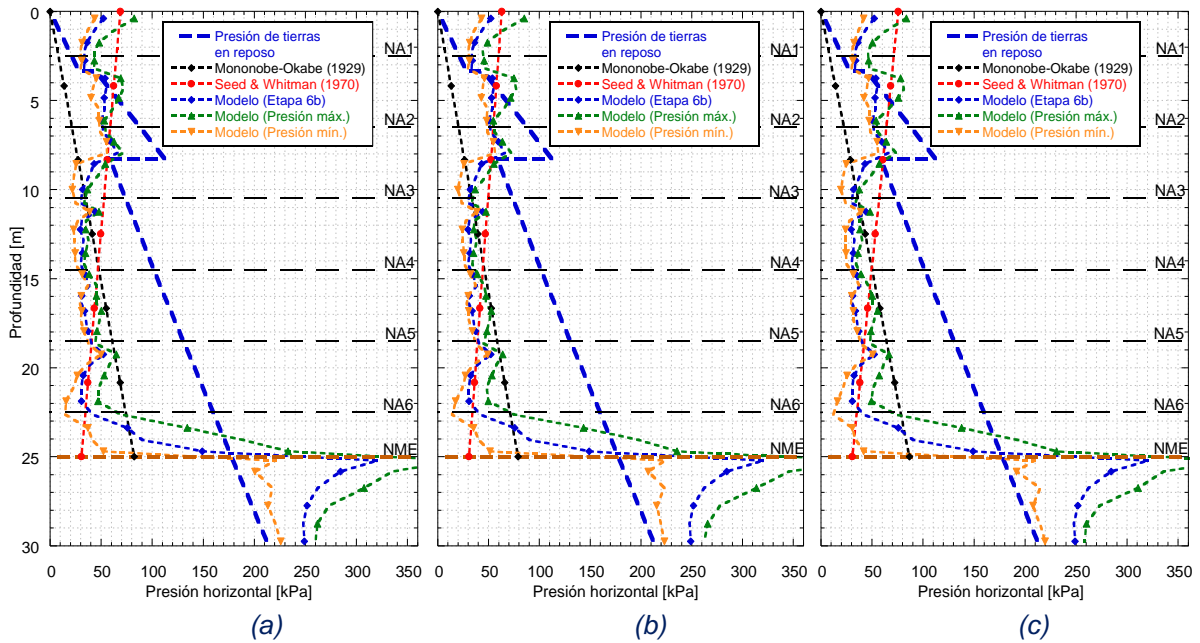 Profundidad [m]
0
5
10
15
20
25
30
Presión de tierras
en reposo
Mononobe-Okabe (1929)
Seed & Whitman (1970)
Modelo (Etapa 6b)
Modelo (Presión máx.)
Modelo (Presión mín.)
NA1
NA2
NA3
NA4
NA5
NA6
NME
0 50 100 150 200 250 300 350
Presión horizontal [kPa]
(a)
Presión de tierras
en reposo
Mononobe-Okabe (1929)
Seed & Whitman (1970)
Modelo (Etapa 6b)
Modelo (Presión máx.)
Modelo (Presión mín.)
NA1
NA2
NA3
NA4
NA5
NA6
NME
0 50 100 150 200 250 300 350
Presión horizontal [kPa]
(b)
Presión de tierras
en reposo
Mononobe-Okabe (1929)
Seed & Whitman (1970)
Modelo (Etapa 6b)
Modelo (Presión máx.)
Modelo (Presión mín.)
NA1
NA2
NA3
NA4
NA5
NA6
NME
0 50 100 150 200 250 300 350
Presión horizontal [kPa]
(c)